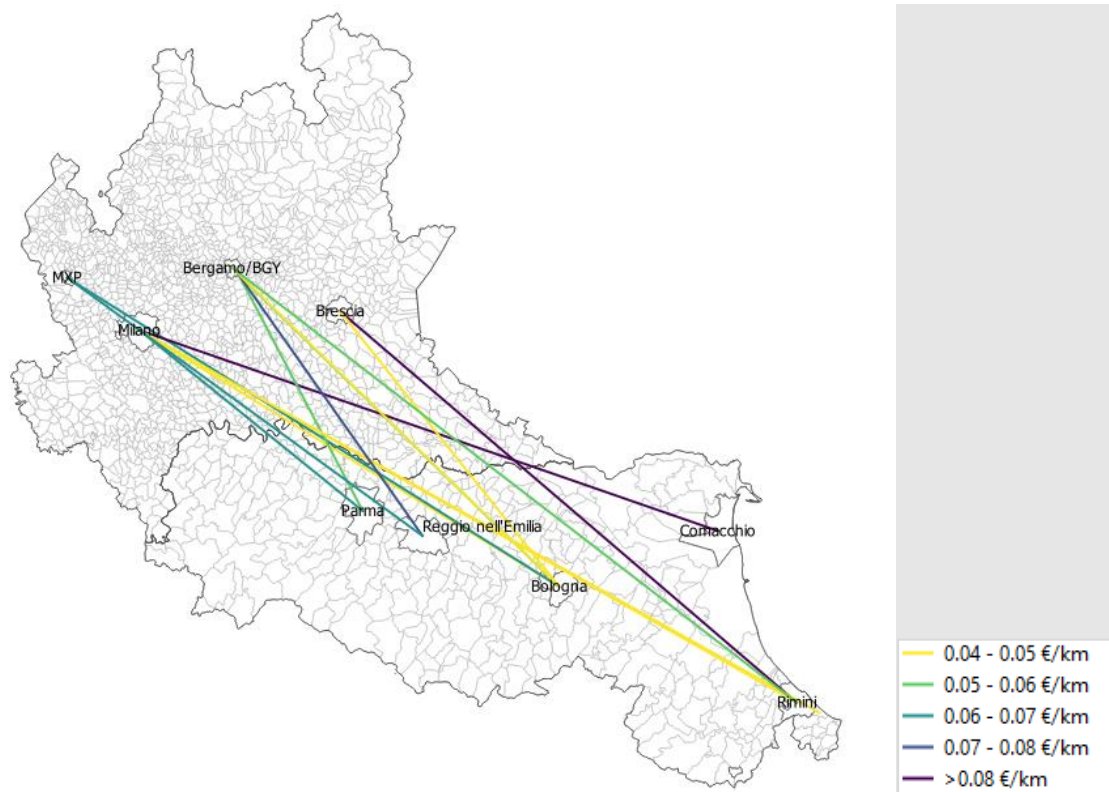 Bergamo/BGY
MXP
Brescia
Milano
Parma
Reggio nell'Emilia
Comacchio
Bologna
Rimini
0.04 - 0.05 €/km
0.05 - 0.06 €/km
0.06 - 0.07 €/km
0.07 - 0.08 €/km
>0.08 €/km